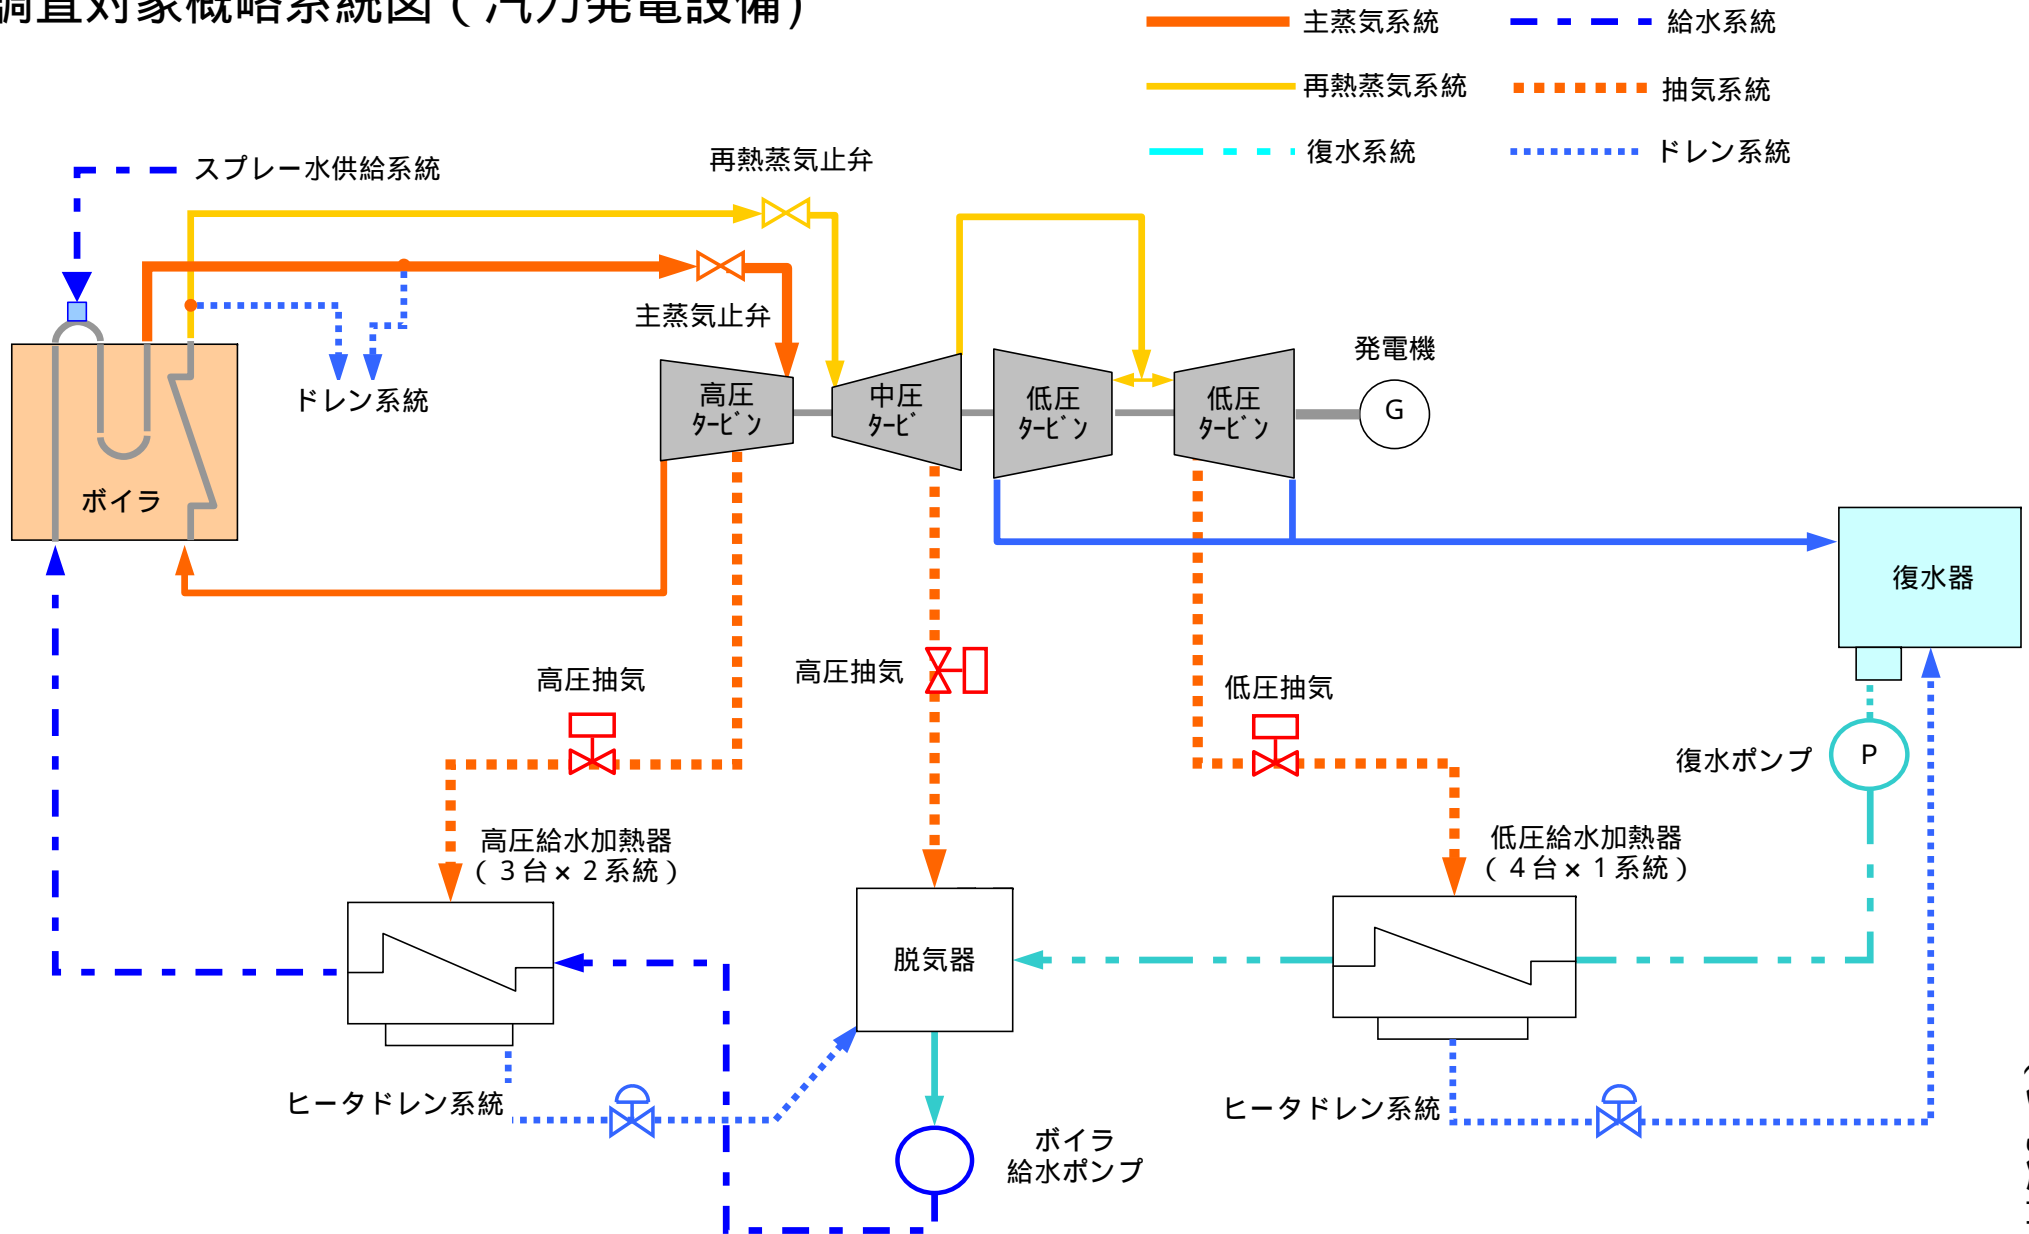 調査対象概略系統図（汽力発電設備）
主蒸気系統
給水系統
再熱蒸気系統
抽気系統
復水系統
ドレン系統
スプレー水供給系統
再熱蒸気止弁
主蒸気止弁
ドレン系統
発電機
高圧
ﾀｰﾋﾞﾝ
中圧
ﾀｰﾋﾞ
低圧
ﾀｰﾋﾞﾝ
低圧
ﾀｰﾋﾞﾝ
G
ボイラ
復水器
高圧抽気
高圧抽気
低圧抽気
復水ポンプ
P
高圧給水加熱器
（３台×２系統）
低圧給水加熱器
（４台×１系統）
脱気器
ヒータドレン系統
ヒータドレン系統
ボイラ
給水ポンプ